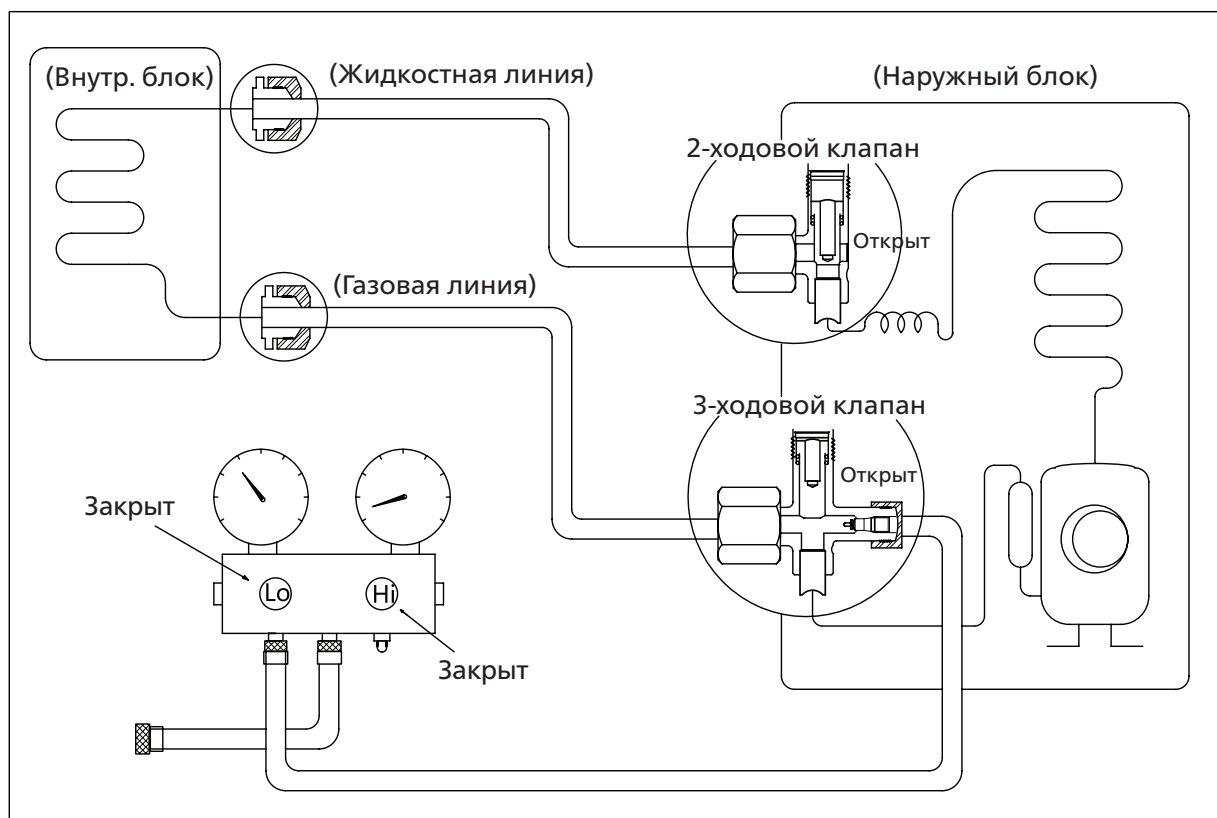 (Внутр. блок)
(Жидкостная линия)
(Наружный блок)
2-ходовой клапан
Открыт
(Газовая линия)
3-ходовой клапан
Открыт
Закрыт
Lo
Hi
Закрыт